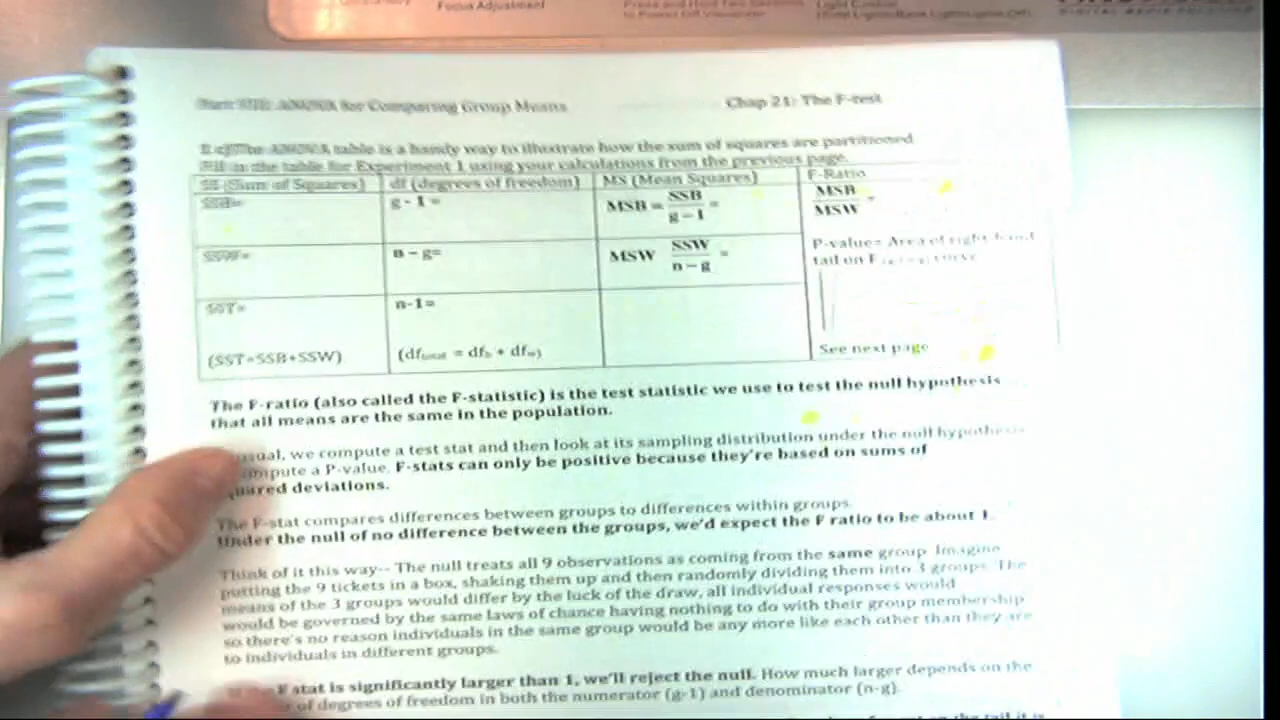 Focus Adjustment
ANOVA for Comparing Group Means
Chap 21: The F-test
ANOVA table is a handy way to illustrate how the sum of squares are partitioned
Fill in the table for Experiment 1 using your calculations from the previous page.
SS (Sum of Squares) df (degrees of freedom) MS (Mean Squares) F-Ratio
SSB= g - 1 = MSB = SSB/g-1 = MSB/MSW =
SSW= n - g= MSW SSW/n-g = P-value= Area of right hand
tail on F curve
SST= n-1=
(SST=SSB+SSW) (df total = df b + df w) See next page
The F-ratio (also called the F-statistic) is the test statistic we use to test the null hypothesis
that all means are the same in the population.
usual, we compute a test stat and then look at its sampling distribution under the null hypothesis
compute a P-value. F-stats can only be positive because they're based on sums of
squared deviations.
The F-stat compares differences between groups to differences within groups.
Under the null of no difference between the groups, we'd expect the F ratio to be about 1.
Think of it this way-- The null treats all 9 observations as coming from the same group. Imagine
putting the 9 tickets in a box, shaking them up and then randomly dividing them into 3 groups. The
means of the 3 groups would differ by the luck of the draw, all individual responses would
would be governed by the same laws of chance having nothing to do with their group membership
so there's no reason individuals in the same group would be any more like each other than they are
to individuals in different groups.
F stat is significantly larger than 1, we'll reject the null. How much larger depends on the
of degrees of freedom in both the numerator (g-1) and denominator (n-g).